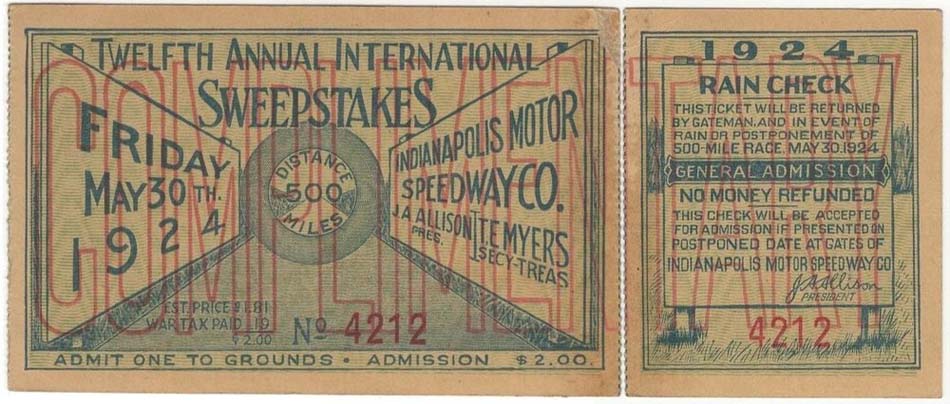 TWELFTH ANNUAL INTERNATIONAL
SWEEPSTAKES
FRIDAY
MAY 30 TH.
1924
DISTANCE
500
MILES
INDIANAPOLIS MOTOR
SPEEDWAY CO.
J.A ALLISON
PRES.
T.E. MYERS
SECY-TREAS
EST. PRICE $1.81
WAR TAX PAID .19
$2.00
No 4212
ADMIT ONE TO GROUNDS • ADMISSION $2.00.
COMPLIMENTARY
1924
RAIN CHECK
THIS TICKET WILL BE RETURNED
BY GATEMAN. AND IN EVENT OF
RAIN OR POSTPONEMENT OF
500-MILE RACE. MAY 30.1924
GENERAL ADMISSION
NO MONEY REFUNDED
THIS CHECK WILL BE ACCEPTED
FOR ADMISSION IF PRESENTED ON
POSTPONED DATE AT GATES OF
INDIANAPOLIS MOTOR SPEEDWAY CO
J.A. Allison
PRESIDENT
4212